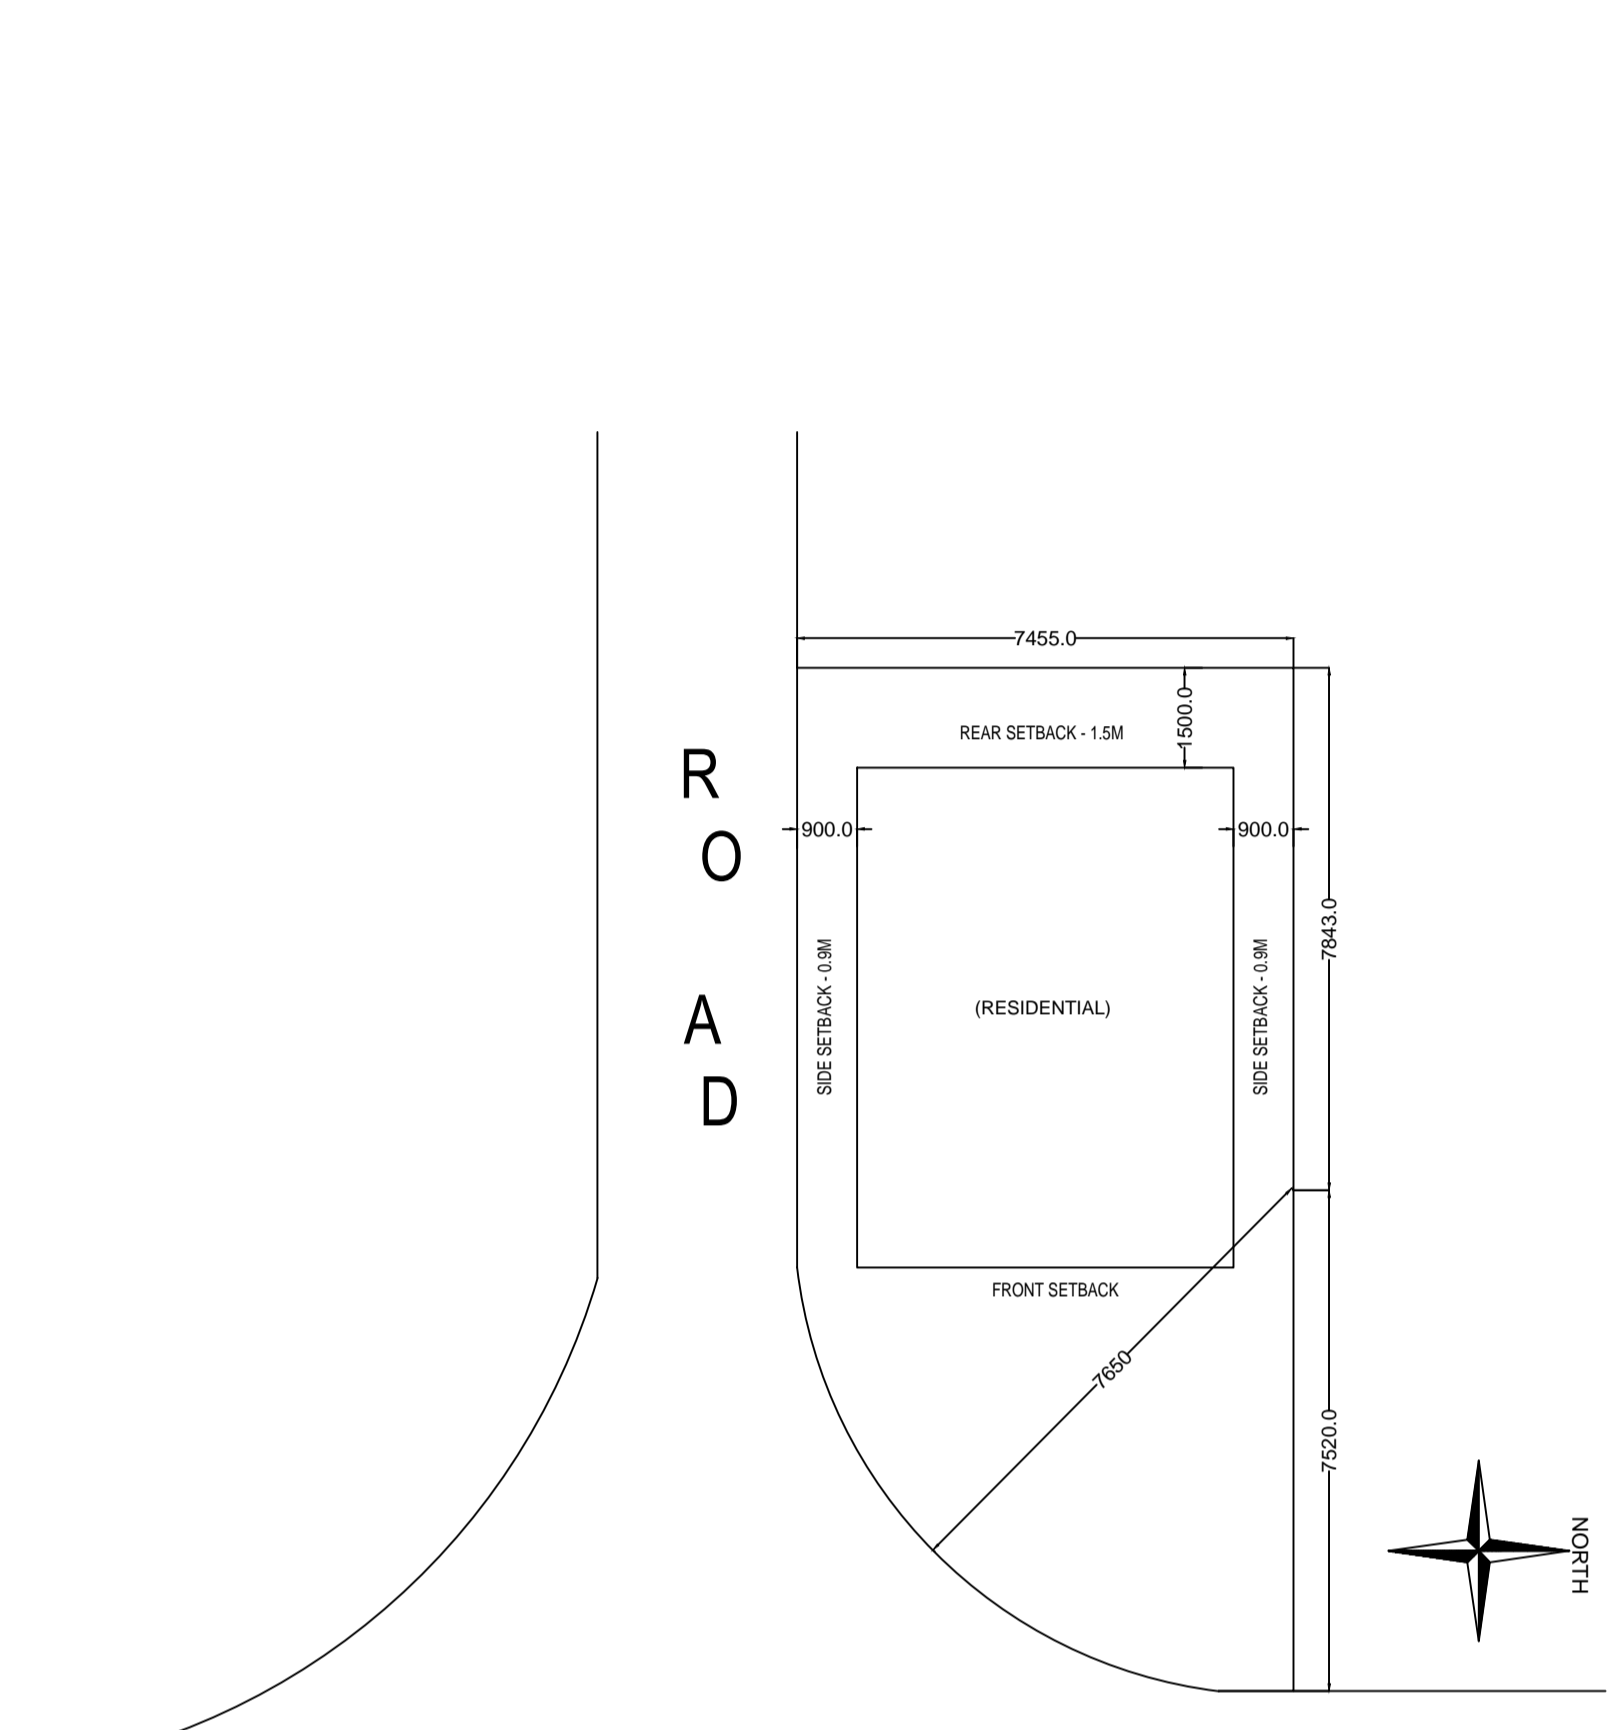 7455.0
1500.0
REAR SETBACK - 1.5M
R
O
A
D
900.0
900.0
7843.0
SIDE SETBACK - 0.9M
SIDE SETBACK - 0.9M
(RESIDENTIAL)
FRONT SETBACK
7650
7520.0
NORTH